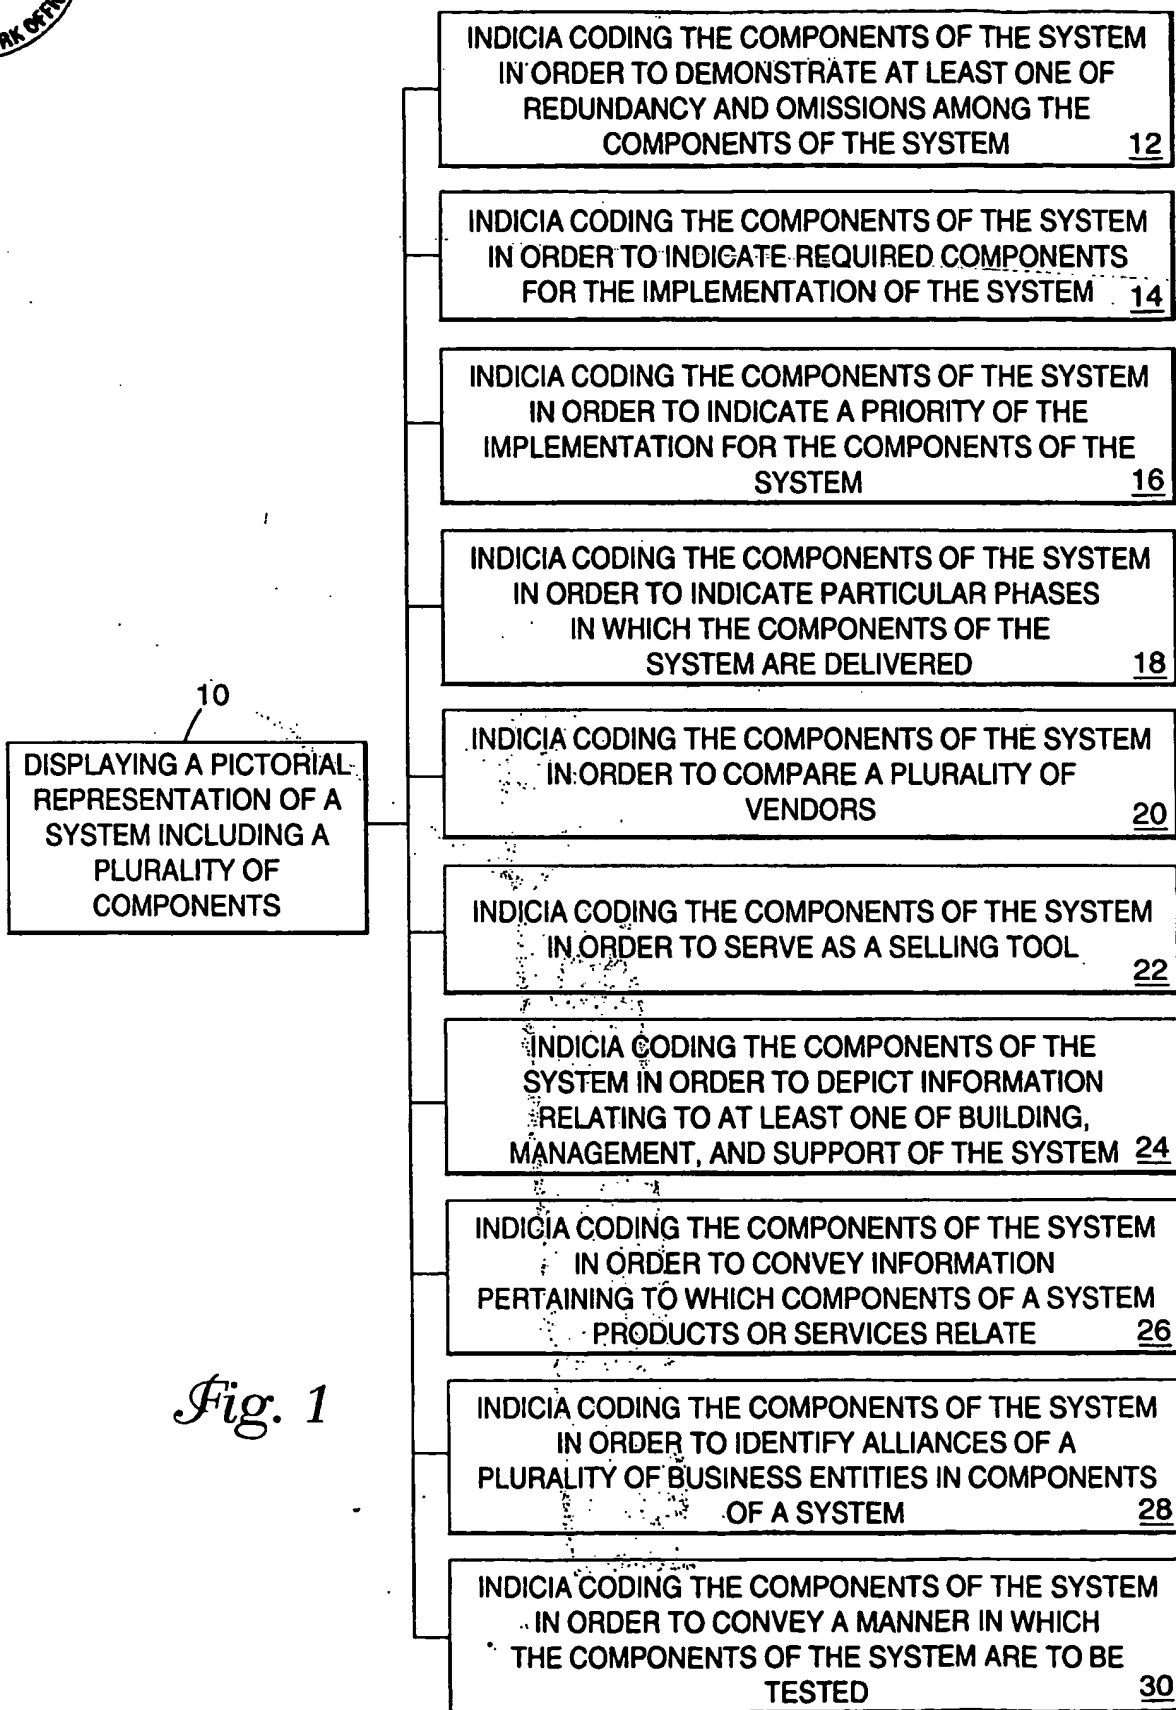 INDICIA CODING THE COMPONENTS OF THE SYSTEM
IN ORDER TO DEMONSTRATE AT LEAST ONE OF
REDUNDANCY AND OMISSIONS AMONG THE
COMPONENTS OF THE SYSTEM 12
INDICIA CODING THE COMPONENTS OF THE SYSTEM
IN ORDER TO INDICATE REQUIRED COMPONENTS
FOR THE IMPLEMENTATION OF THE SYSTEM 14
INDICIA CODING THE COMPONENTS OF THE SYSTEM
IN ORDER TO INDICATE A PRIORITY OF THE
IMPLEMENTATION FOR THE COMPONENTS OF THE
SYSTEM 16
INDICIA CODING THE COMPONENTS OF THE SYSTEM
IN ORDER TO INDICATE PARTICULAR PHASES
IN WHICH THE COMPONENTS OF THE
SYSTEM ARE DELIVERED 18
10
DISPLAYING A PICTORIAL
REPRESENTATION OF A
SYSTEM INCLUDING A
PLURALITY OF
COMPONENTS
INDICIA CODING THE COMPONENTS OF THE SYSTEM
IN ORDER TO COMPARE A PLURALITY OF
VENDORS 20
INDICIA CODING THE COMPONENTS OF THE SYSTEM
IN ORDER TO SERVE AS A SELLING TOOL
22
INDICIA CODING THE COMPONENTS OF THE
SYSTEM IN ORDER TO DEPICT INFORMATION
RELATING TO AT LEAST ONE OF BUILDING,
MANAGEMENT, AND SUPPORT OF THE SYSTEM 24
INDICIA CODING THE COMPONENTS OF THE SYSTEM
IN ORDER TO CONVEY INFORMATION
PERTAINING TO WHICH COMPONENTS OF A SYSTEM
PRODUCTS OR SERVICES RELATE 26
INDICIA CODING THE COMPONENTS OF THE SYSTEM
IN ORDER TO IDENTIFY ALLIANCES OF A
PLURALITY OF BUSINESS ENTITIES IN COMPONENTS
OF A SYSTEM 28
INDICIA CODING THE COMPONENTS OF THE SYSTEM
IN ORDER TO CONVEY A MANNER IN WHICH
THE COMPONENTS OF THE SYSTEM ARE TO BE
TESTED 30
Fig. 1